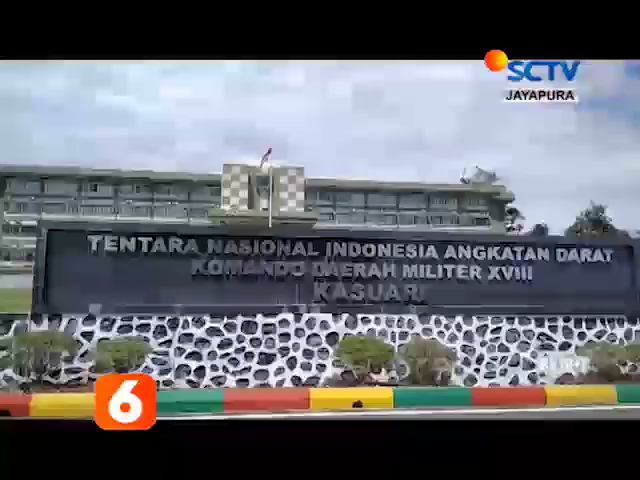 SCTV
JAYAPURA
TENTARA NASIONAL INDONESIA ANGKATAN DARAT
KOMANDO DAERAH MILITER XVIII
KASUARI
6